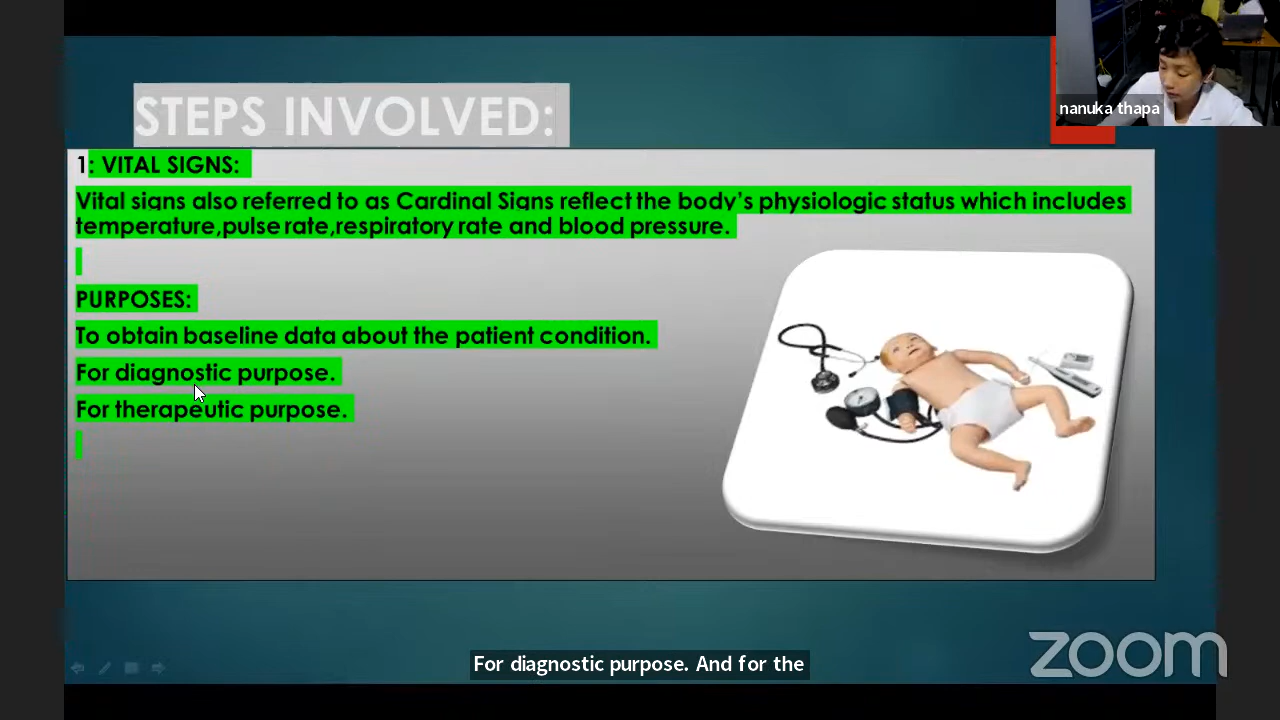 nanuka thapa
STEPS INVOLVED:
1: VITAL SIGNS:
Vital signs also referred to as Cardinal Signs reflect the body's physiologic status which includes
temperature,pulse rate,respiratory rate and blood pressure.
PURPOSES:
To obtain baseline data about the patient condition.
For diagnostic purpose.
For therapeutic purpose.
For diagnostic purpose. And for the
zoom